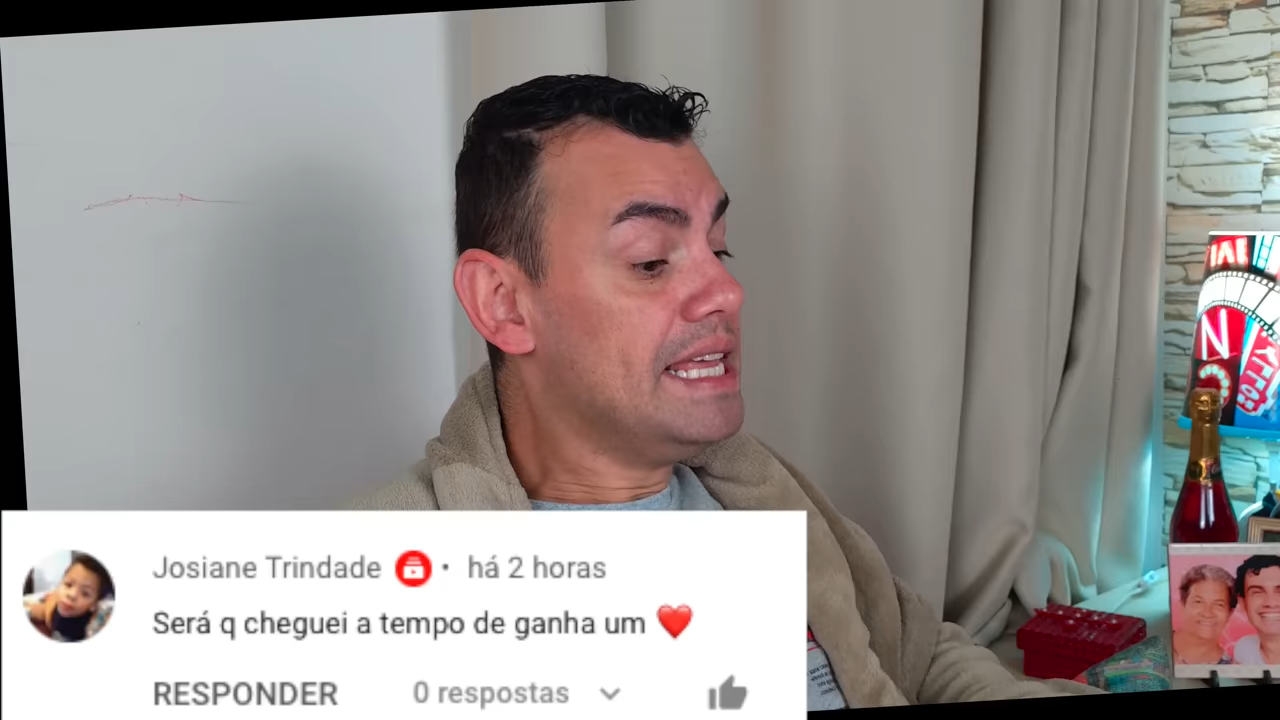 N
Josiane Trindade • há 2 horas
Será q cheguei a tempo de ganha um ❤️
RESPONDER 0 respostas